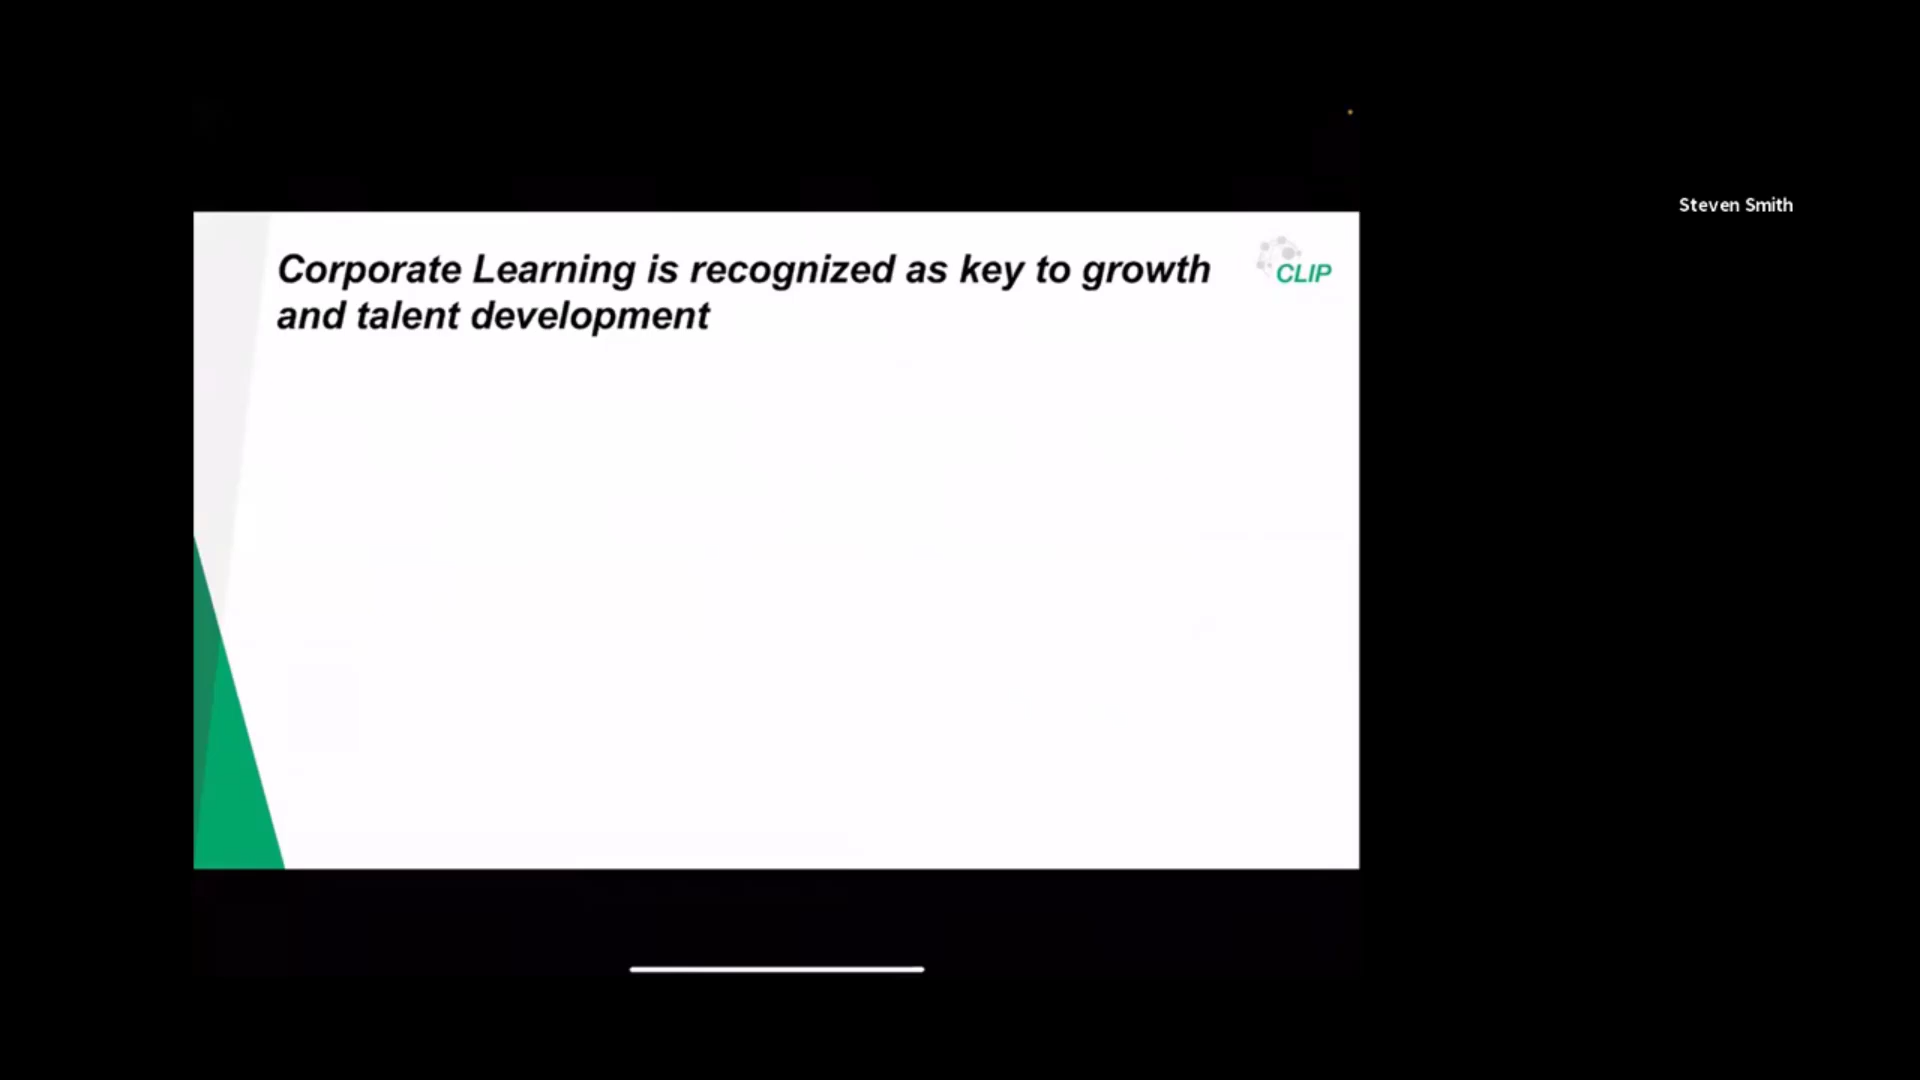 Steven Smith
Corporate Learning is recognized as key to growth
and talent development
CLIP